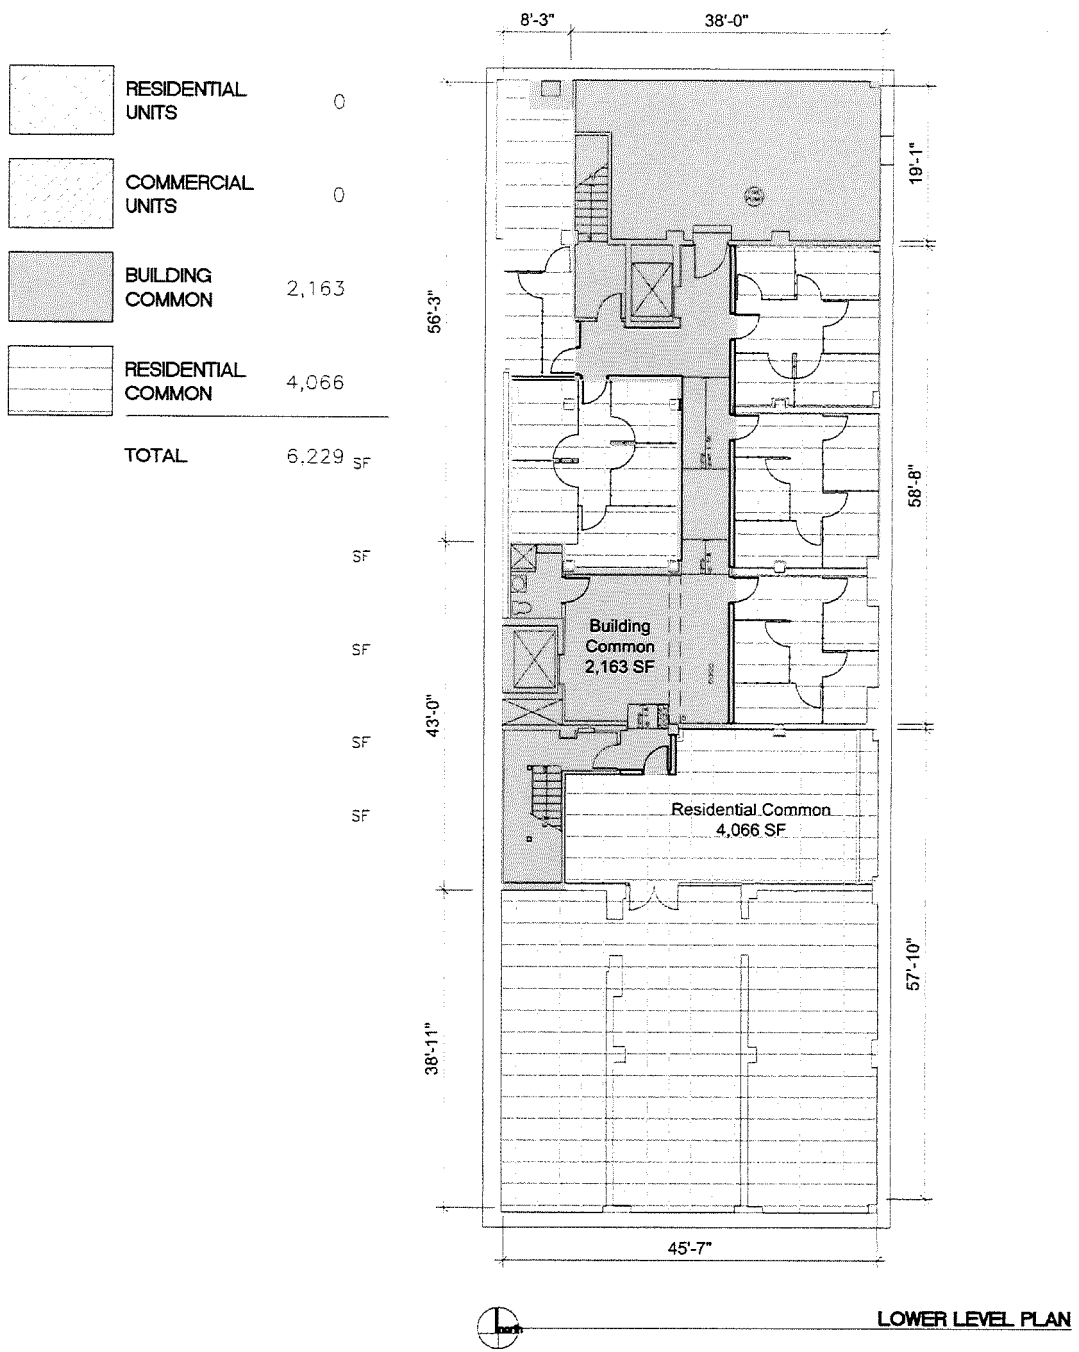 8'-3"
38'-0"
RESIDENTIAL
UNITS 0
COMMERCIAL
UNITS 0
BUILDING
COMMON 2,163
RESIDENTIAL
COMMON 4,066
TOTAL 6,229 SF
SF
SF
SF
SF
19'-1"
56'-3"
58'-8"
Building
Common
2,163 SF
43'-0"
Residential Common
4,066 SF
57'-10"
38'-11"
45'-7"
north
LOWER LEVEL PLAN